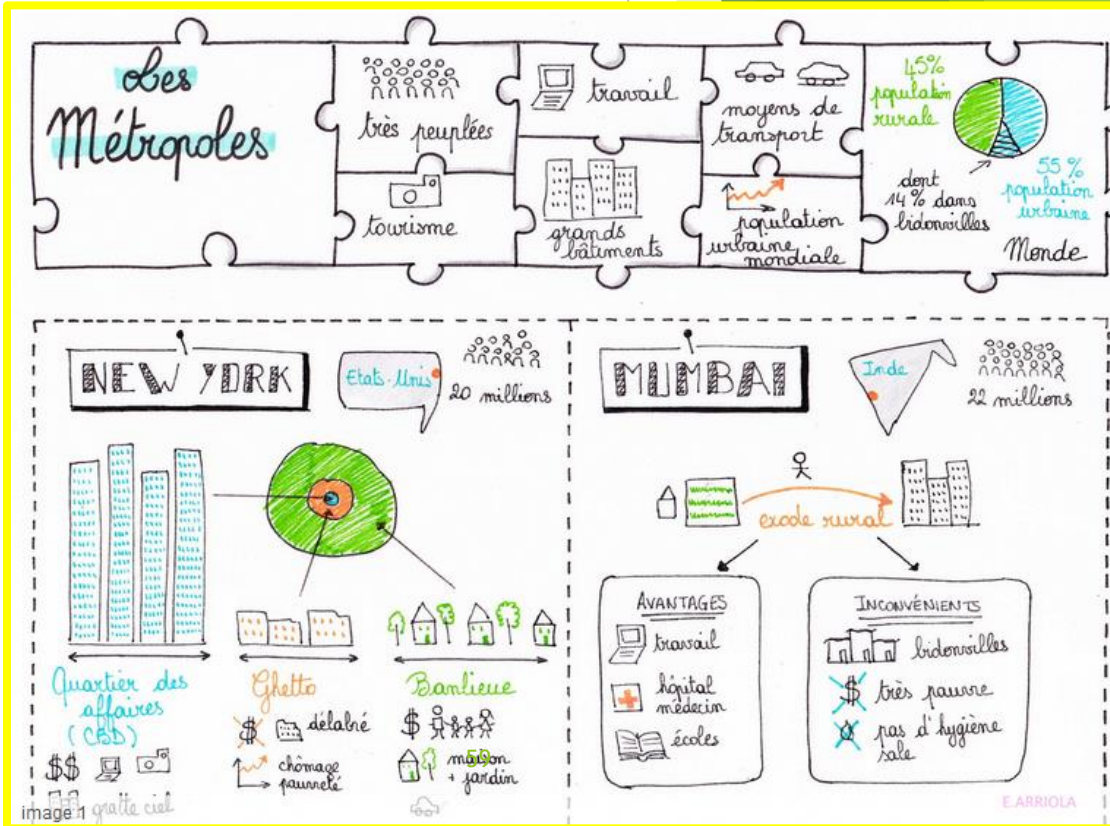 Les
Métropoles
très peuplées
tourisme
travail
grands
bâtiments
moyens de
transport
population
urbaine
mondiale
45%
population
rurale
dont
14% dans
bidonvilles
55%
population
urbaine
Monde
NEW YORK
Etats-Unis
20 millions
Quartier des
affaires
(CBD)
$$
gratte ciel
Ghetto
$
délabré
chômage
pauvreté
Banlieue
$
maison
+ jardin
59
MUMBAI
Inde
22 millions
exode rural
AVANTAGES
travail
hôpital
médecin
écoles
INCONVÉNIENTS
bidonvilles
$
très pauvre
pas d'hygiène
sale
E.ARRIOLA
image 1